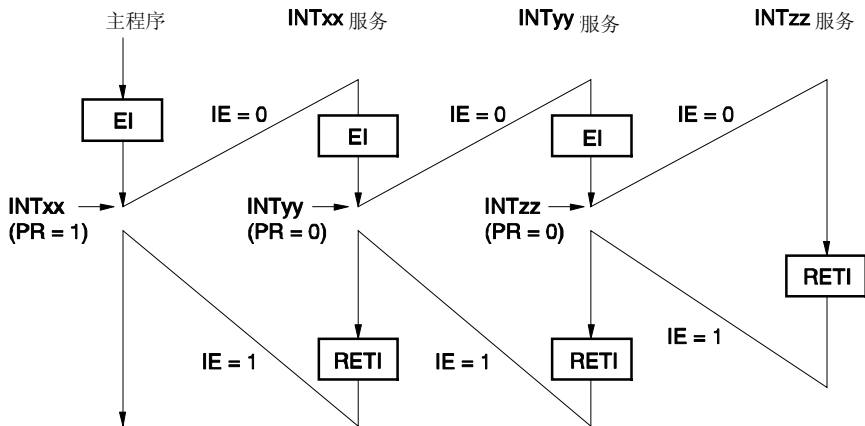 主程序
INTxx 服务
INTyy 服务
INTzz 服务
EI
IE = 0
EI
IE = 0
EI
IE = 0
INTxx
(PR = 1)
INTyy
(PR = 0)
INTzz
(PR = 0)
RETI
IE = 1
RETI
IE = 1
RETI
IE = 1